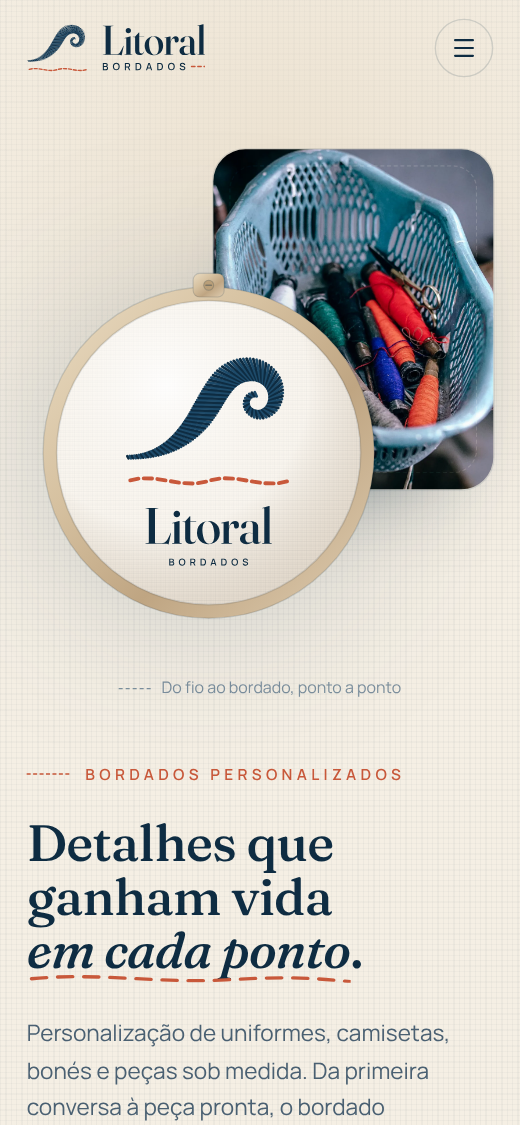 Litoral
BORDADOS
Litoral
BORDADOS
Do fio ao bordado, ponto a ponto
BORDADOS PERSONALIZADOS
Detalhes que
ganham vida
em cada ponto.
Personalização de uniformes, camisetas,
bonés e peças sob medida. Da primeira
conversa à peça pronta, o bordado